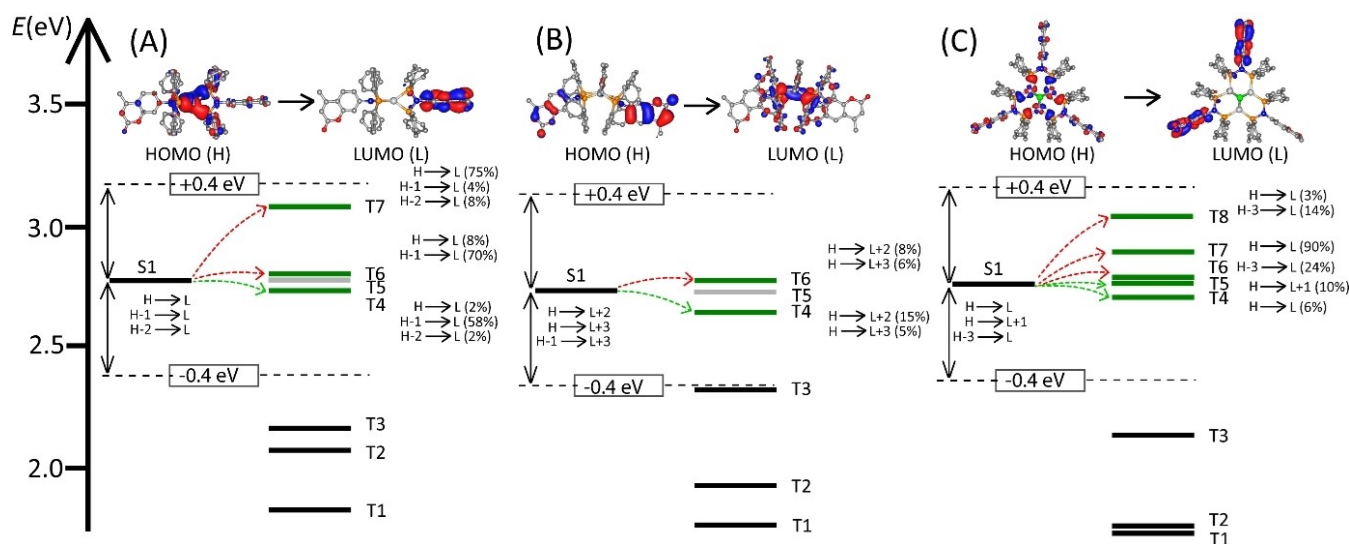 E(eV)
3.5
3.0
2.5
2.0
(A)
HOMO (H)
LUMO (L)
+0.4 eV
S1
H→L
H-1→L
H-2→L
-0.4 eV
T7
T6
T5
T4
T3
T2
T1
H→L (75%)
H-1→L (4%)
H-2→L (8%)
H→L (8%)
H-1→L (70%)
H→L (2%)
H-1→L (58%)
H-2→L (2%)
(B)
HOMO (H)
LUMO (L)
+0.4 eV
S1
H→L+2
H→L+3
H-1→L+3
-0.4 eV
T6
T5
T4
T3
T2
T1
H→L+2 (8%)
H→L+3 (6%)
H→L+2 (15%)
H→L+3 (5%)
(C)
HOMO (H)
LUMO (L)
+0.4 eV
S1
H→L
H→L+1
H-3→L
-0.4 eV
T8
T7
T6
T5
T4
T3
T2
T1
H→L (3%)
H-3→L (14%)
H→L (90%)
H-3→L (24%)
H→L+1 (10%)
H→L (6%)